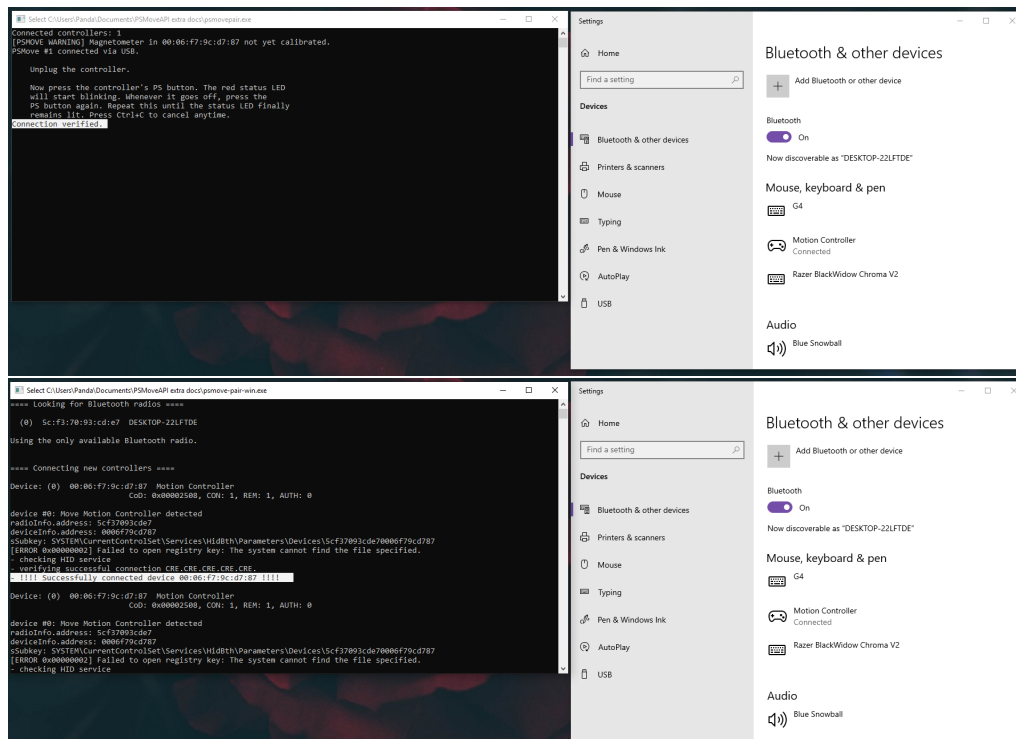 Select C:\Users\Panda\Documents\PSMoveAPI extra docs\psmovepair.exe
Connected controllers: 1
[PSMOVE WARNING] Magnetometer in 00:06:f7:9c:d7:87 not yet calibrated.
PSMove #1 connected via USB.
Unplug the controller.
Now press the controller's PS button. The red status LED
will start blinking. Whenever it goes off, press the
PS button again. Repeat this until the status LED finally
remains lit. Press Ctrl+C to cancel anytime.
Connection verified.
Settings
Home
Find a setting
Devices
Bluetooth & other devices
Printers & scanners
Mouse
Typing
Pen & Windows Ink
AutoPlay
USB
Bluetooth & other devices
Add Bluetooth or other device
Bluetooth
On
Now discoverable as "DESKTOP-22LFTDE"
Mouse, keyboard & pen
G4
Motion Controller
Connected
Razer BlackWidow Chroma V2
Audio
Blue Snowball
Select C:\Users\Panda\Documents\PSMoveAPI extra docs\psmove-pair-win.exe
==== Looking for Bluetooth radios ====
(0) 5c:f3:70:93:cd:e7 DESKTOP-22LFTDE
Using the only available Bluetooth radio.
==== Connecting new controllers ====
Device: (0) 00:06:f7:9c:d7:87 Motion Controller
CoD: 0x00002508, CON: 1, REM: 1, AUTH: 0
device #0: Move Motion Controller detected
radioInfo.address: 5cf37093cde7
deviceInfo.address: 0006f79cd787
sSubkey: SYSTEM\CurrentControlSet\Services\HidBth\Parameters\Devices\5cf37093cde70006f79cd787
[ERROR 0x00000002] Failed to open registry key: The system cannot find the file specified.
- checking HID service
- verifying successful connection CRE.CRE.CRE.CRE.CRE.
- !!!! Successfully connected device 00:06:f7:9c:d7:87 !!!!
Device: (0) 00:06:f7:9c:d7:87 Motion Controller
CoD: 0x00002508, CON: 1, REM: 1, AUTH: 0
device #0: Move Motion Controller detected
radioInfo.address: 5cf37093cde7
deviceInfo.address: 0006f79cd787
sSubkey: SYSTEM\CurrentControlSet\Services\HidBth\Parameters\Devices\5cf37093cde70006f79cd787
[ERROR 0x00000002] Failed to open registry key: The system cannot find the file specified.
- checking HID service
Settings
Home
Find a setting
Devices
Bluetooth & other devices
Printers & scanners
Mouse
Typing
Pen & Windows Ink
AutoPlay
USB
Bluetooth & other devices
Add Bluetooth or other device
Bluetooth
On
Now discoverable as "DESKTOP-22LFTDE"
Mouse, keyboard & pen
G4
Motion Controller
Connected
Razer BlackWidow Chroma V2
Audio
Blue Snowball